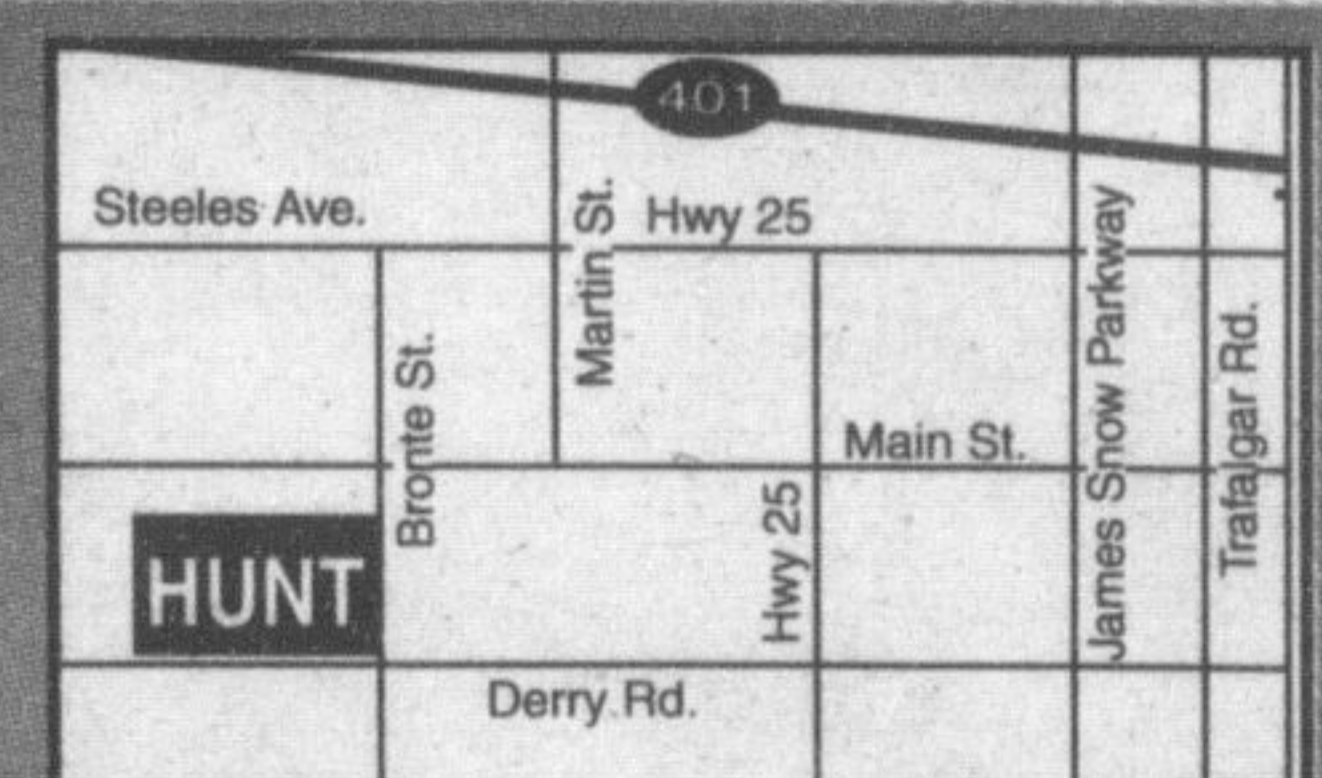 401
Steeles Ave.
Martin St.
Hwy 25
James Snow Parkway
Bronte St.
Trafalgar Rd.
Main St.
HUNT
Hwy 25
Derry Rd.